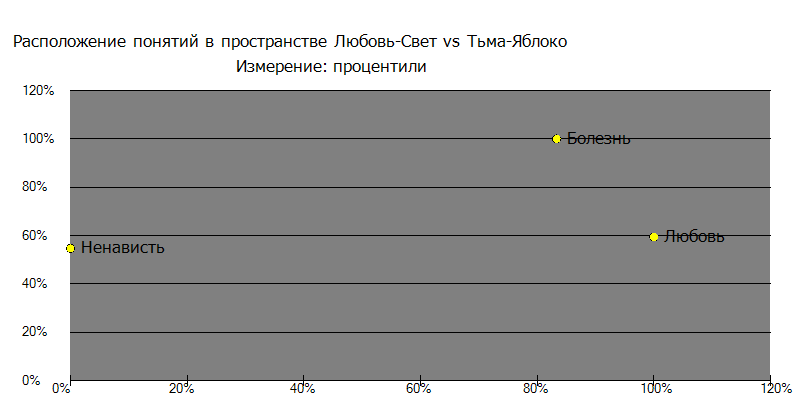 Расположение понятий в пространстве Любовь-Свет vs Тьма-Яблоко
Измерение: процентили
120%
100%
Болезнь
80%
60%
Любовь
Ненависть
40%
20%
0%
0% 20% 40% 60% 80% 100% 120%